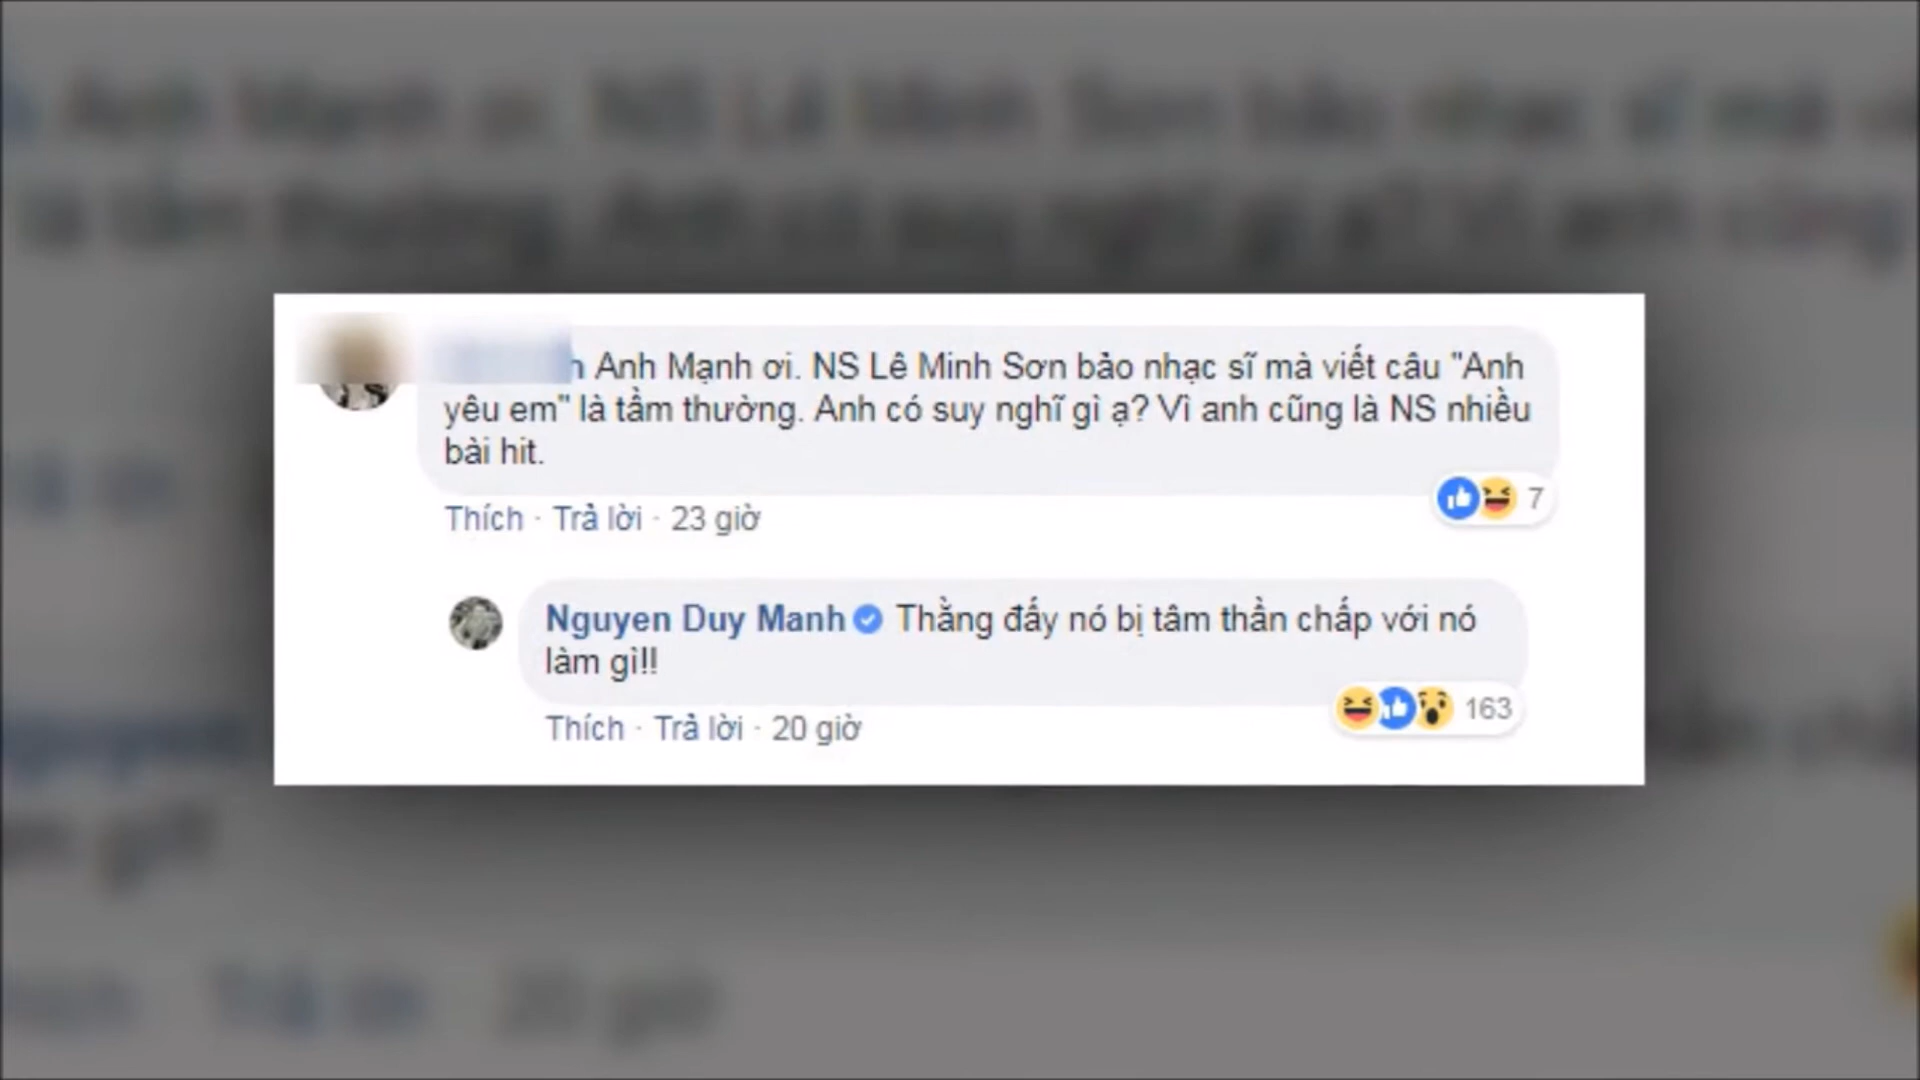 Anh Mạnh ơi. NS Lê Minh Sơn bảo nhạc sĩ mà viết câu "Anh
yêu em" là tầm thường. Anh có suy nghĩ gì ạ? Vì anh cũng là NS nhiều
bài hit.
7
Thích · Trả lời · 23 giờ
Nguyen Duy Manh Thằng đấy nó bị tâm thần chấp với nó
làm gì!!
163
Thích · Trả lời · 20 giờ